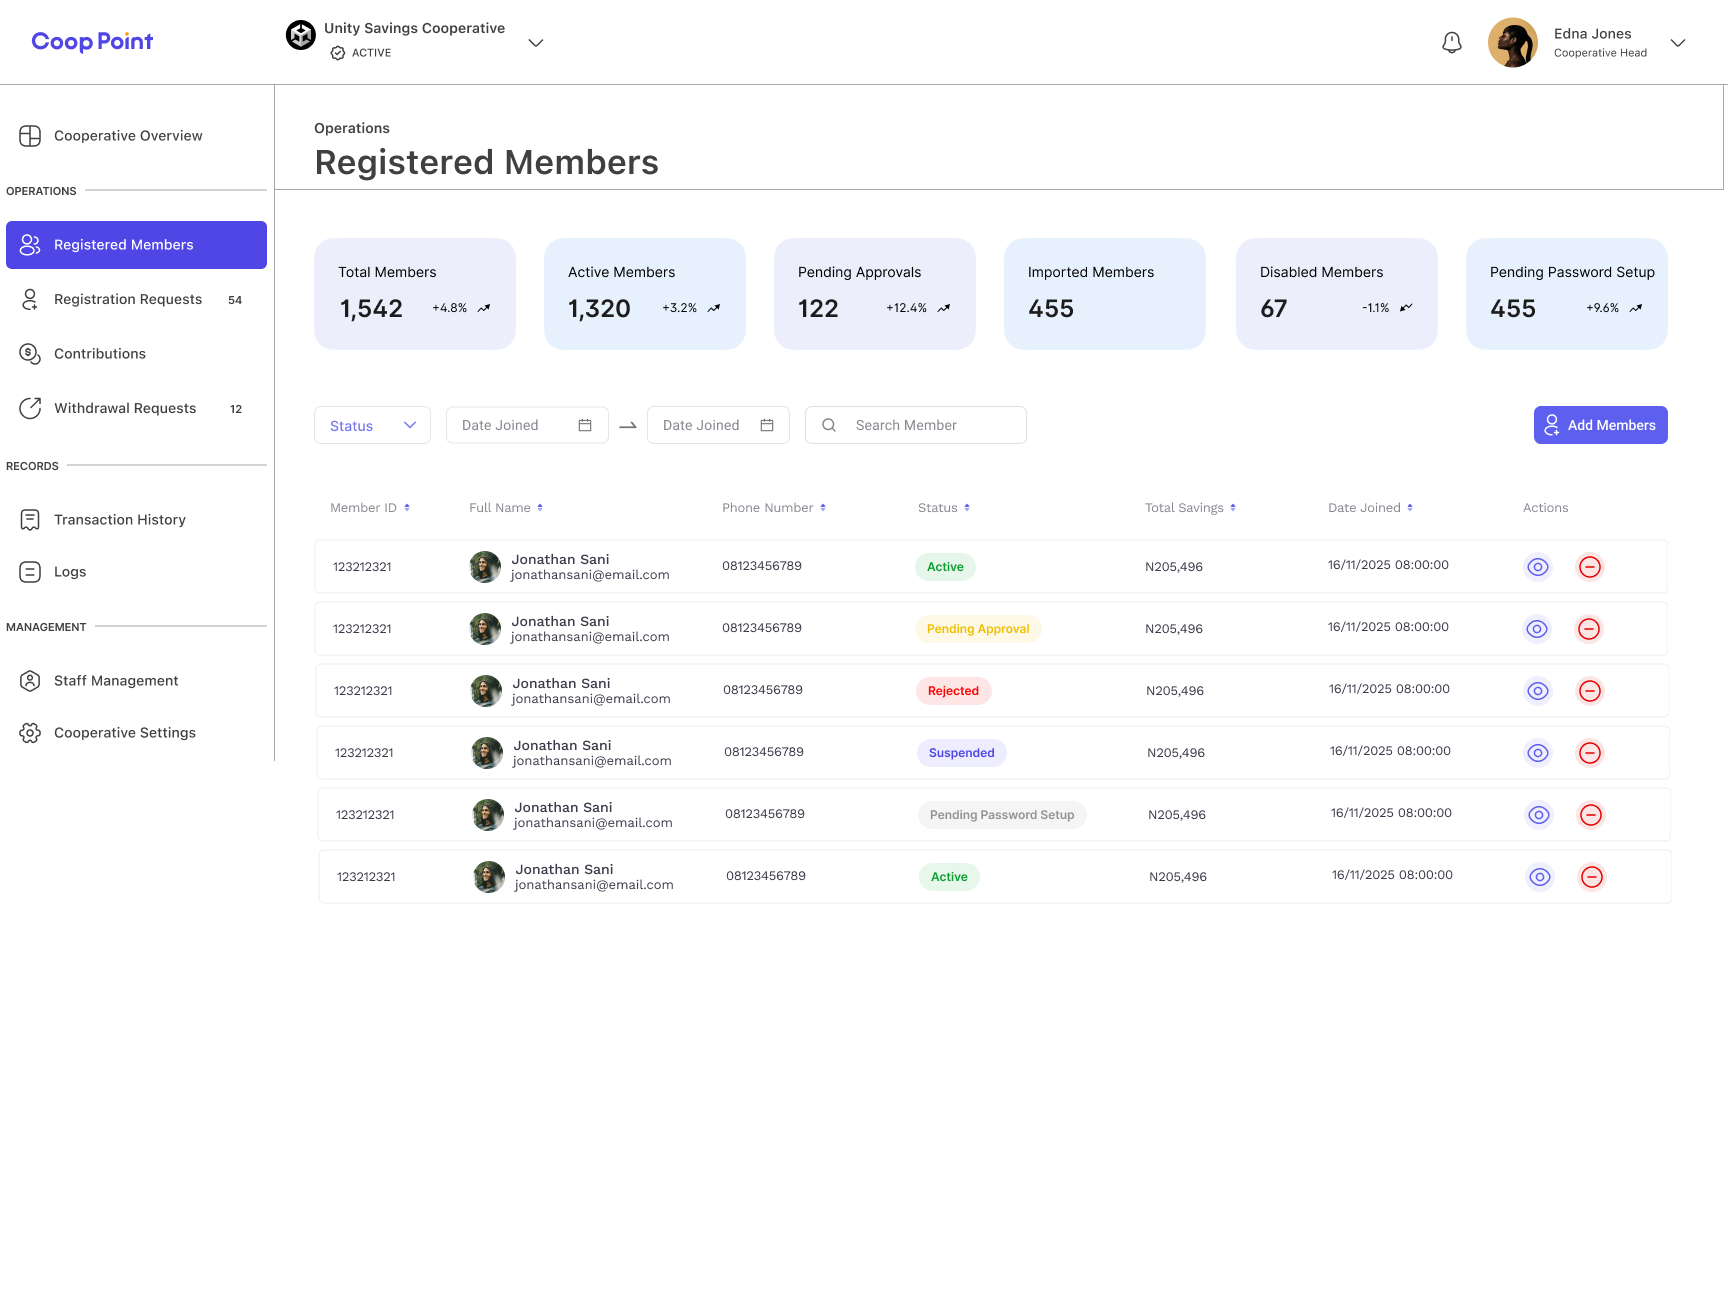 Coop Point
Unity Savings Cooperative
ACTIVE
Edna Jones
Cooperative Head
Cooperative Overview
OPERATIONS
Registered Members
Registration Requests 54
Contributions
Withdrawal Requests 12
RECORDS
Transaction History
Logs
MANAGEMENT
Staff Management
Cooperative Settings
Operations
Registered Members
Total Members
1,542 +4.8%
Active Members
1,320 +3.2%
Pending Approvals
122 +12.4%
Imported Members
455
Disabled Members
67 -1.1%
Pending Password Setup
455 +9.6%
Status
Date Joined
Date Joined
Search Member
Add Members
Member ID Full Name Phone Number Status Total Savings Date Joined Actions
123212321 Jonathan Sani 08123456789 Active N205,496 16/11/2025 08:00:00
jonathansani@email.com
123212321 Jonathan Sani 08123456789 Pending Approval N205,496 16/11/2025 08:00:00
jonathansani@email.com
123212321 Jonathan Sani 08123456789 Rejected N205,496 16/11/2025 08:00:00
jonathansani@email.com
123212321 Jonathan Sani 08123456789 Suspended N205,496 16/11/2025 08:00:00
jonathansani@email.com
123212321 Jonathan Sani 08123456789 Pending Password Setup N205,496 16/11/2025 08:00:00
jonathansani@email.com
123212321 Jonathan Sani 08123456789 Active N205,496 16/11/2025 08:00:00
jonathansani@email.com